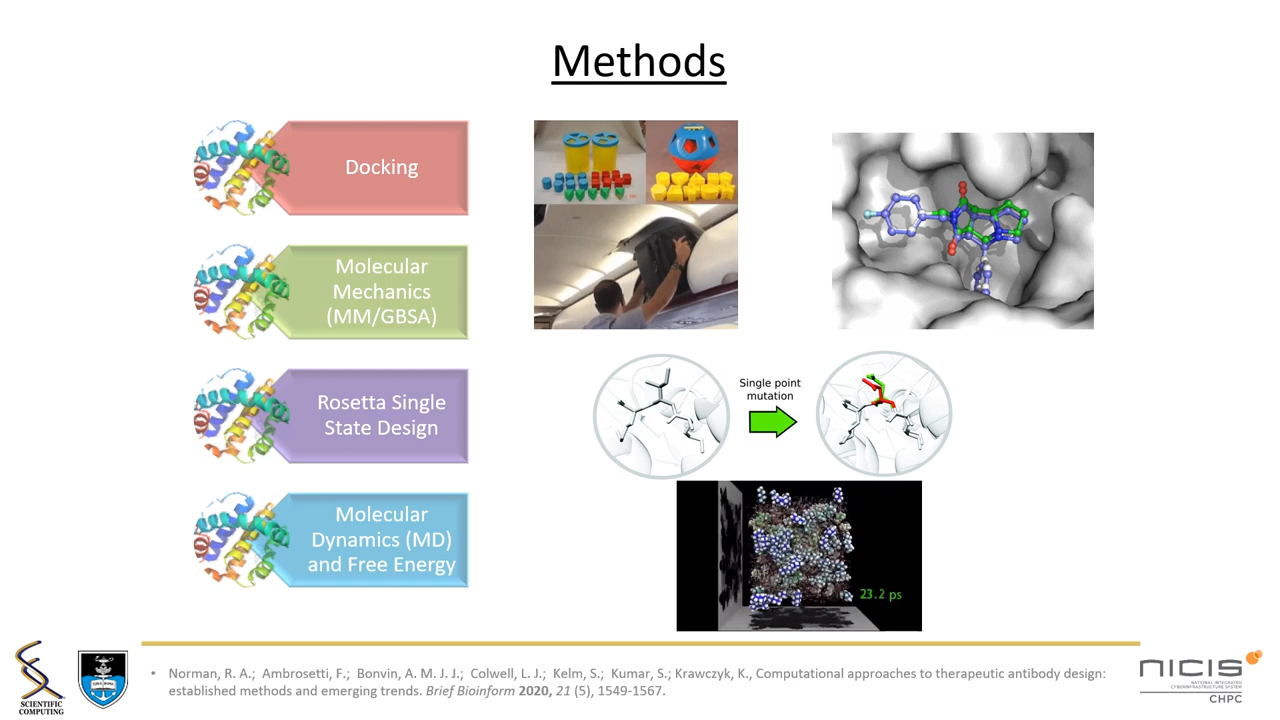 Methods
Docking
Molecular
Mechanics
(MM/GBSA)
Rosetta Single
State Design
Molecular
Dynamics (MD)
and Free Energy
Single point
mutation
23.2 ps
• Norman, R. A.; Ambrosetti, F.; Bonvin, A. M. J. J.; Colwell, L. J.; Kelm, S.; Kumar, S.; Krawczyk, K., Computational approaches to therapeutic antibody design:
established methods and emerging trends. Brief Bioinform 2020, 21 (5), 1549-1567.
SCIENTIFIC
COMPUTING
NICIS
NATIONAL INTEGRATED
CYBERINFRASTRUCTURE SYSTEM
CHPC